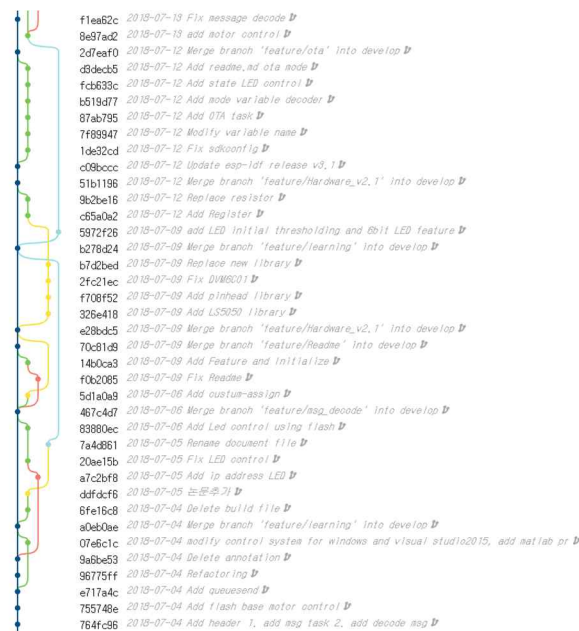 f1ea62c 2018-07-13 Fix message decode
8e97ad2 2018-07-13 add motor control
2d7eaf0 2018-07-12 Merge branch 'feature/ota' into develop
d3decb5 2018-07-12 Add readme,md ota mode
fcb633c 2018-07-12 Add state LED control
b519d77 2018-07-12 Add mode variable decoder
87ab795 2018-07-12 Add OTA task
7f89947 2018-07-12 Modify variable name
1de32cd 2018-07-12 Fix sdkconfig
c09bccc 2018-07-12 Update esp-idf release v3.1
51b1196 2018-07-12 Merge branch 'feature/Hardware_v2.1' into develop
9b2be16 2018-07-12 Replace resistor
c65a0a2 2018-07-12 Add Register
5972f26 2018-07-09 add LED initial thresholding and 6bit LED feature
b278d24 2018-07-09 Merge branch 'feature/learning' into develop
b7d2bed 2018-07-09 Replace new library
2fc21ec 2018-07-09 Fix DVM6C01
f708f52 2018-07-09 Add pinhead library
326e418 2018-07-09 Add LS5050 library
e28bdc5 2018-07-09 Merge branch 'feature/Hardware_v2.1' into develop
70c81d9 2018-07-09 Merge branch 'feature/Readme' into develop
14b0ca3 2018-07-09 Add Feature and Initialize
f0b2085 2018-07-09 Fix Readme
5d1a0a9 2018-07-06 Add custum-assign
467c4d7 2018-07-06 Merge branch 'feature/msg_decode' into develop
83880ec 2018-07-06 Add Led control using flash
7a4d861 2018-07-05 Rename document file
20ae15b 2018-07-05 Fix LED control
a7c2bf8 2018-07-05 Add ip address LED
ddfdcf6 2018-07-05 논문추가
6fe16c8 2018-07-04 Delete build file
a0eb0ae 2018-07-04 Merge branch 'feature/learning' into develop
07e6c1c 2018-07-04 modify control system for windows and visual studio2015, add matlab pr
9a6be53 2018-07-04 Delete annotation
96775ff 2018-07-04 Refactoring
e717a4c 2018-07-04 Add queuesend
755748e 2018-07-04 Add flash base motor control
764fc96 2018-07-04 Add header 1, add msg task 2, add decode msg